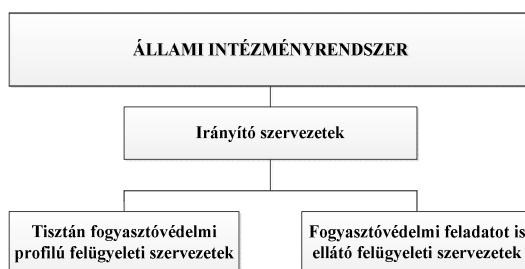 ÁLLAMI INTÉZMÉNYRENDSZER
Irányító szervezetek
Tisztán fogyasztóvédelmi
profilú felügyeleti szervezetek
Fogyasztóvédelmi feladatot is
ellátó felügyeleti szervezetek